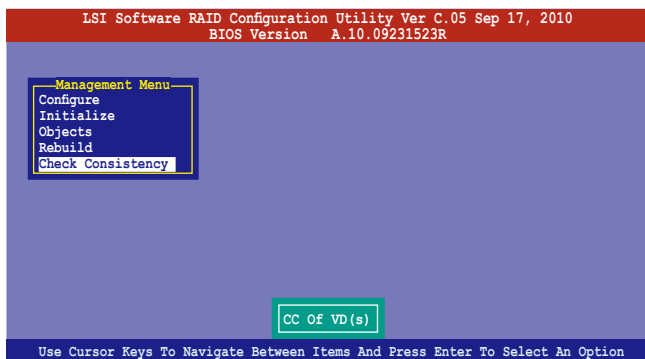 LSI Software RAID Configuration Utility Ver C.05 Sep 17, 2010
BIOS Version A.10.09231523R
Management Menu
Configure
Initialize
Objects
Rebuild
Check Consistency
CC Of VD(s)
Use Cursor Keys To Navigate Between Items And Press Enter To Select An Option